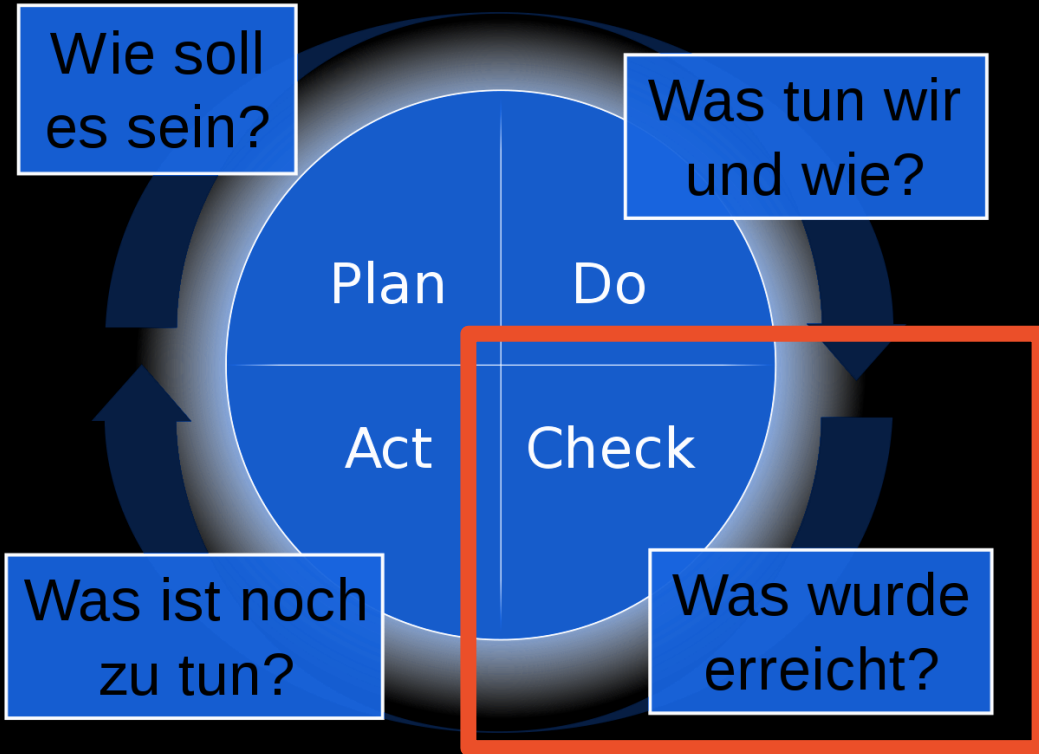 Wie soll
es sein?
Was tun wir
und wie?
Plan
Do
Act
Check
Was ist noch
zu tun?
Was wurde
erreicht?